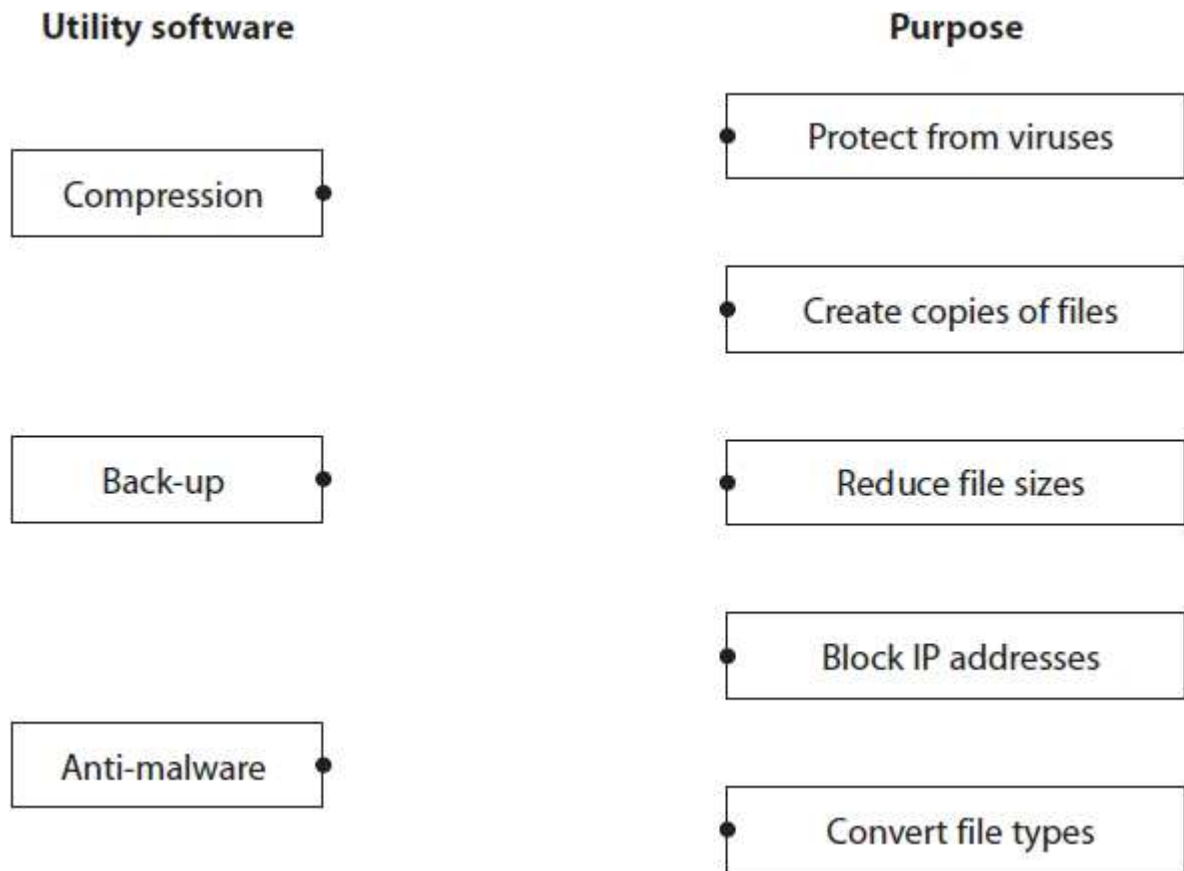 Utility software
Purpose
Protect from viruses
Compression
Create copies of files
Back-up
Reduce file sizes
Block IP addresses
Anti-malware
Convert file types